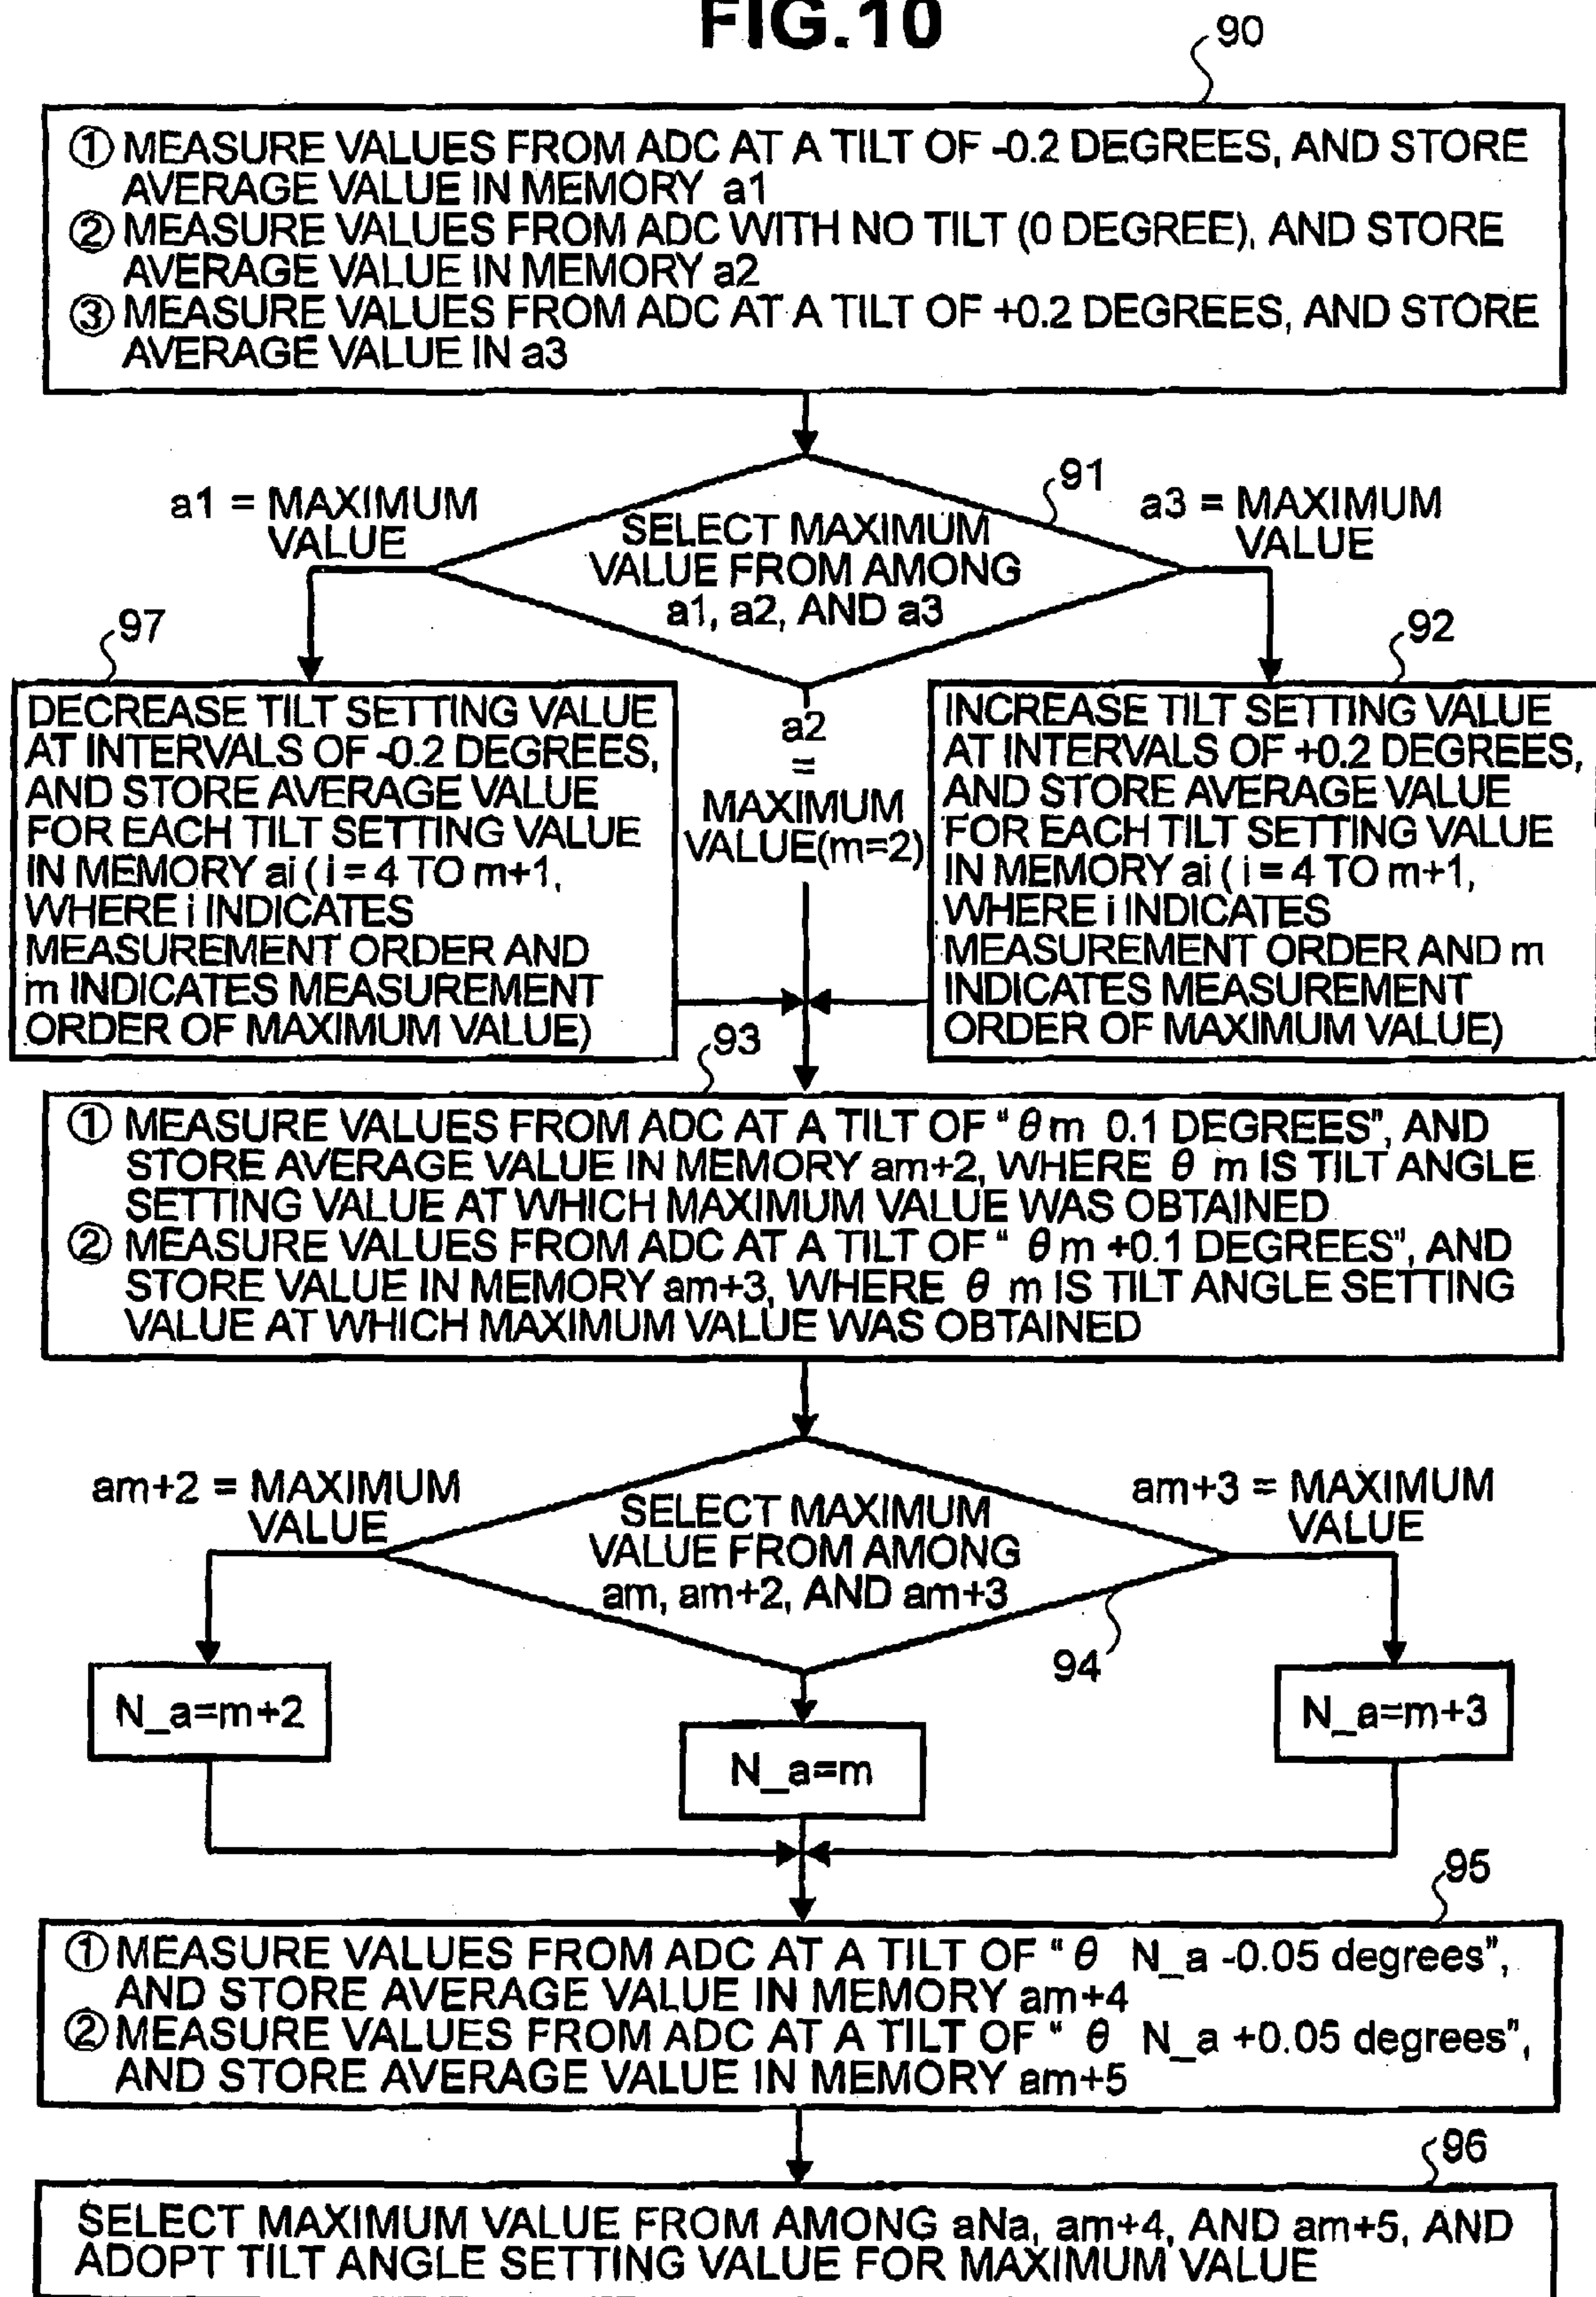 FIG.10
90
① MEASURE VALUES FROM ADC AT A TILT OF -0.2 DEGREES, AND STORE
AVERAGE VALUE IN MEMORY a1
② MEASURE VALUES FROM ADC WITH NO TILT (0 DEGREE), AND STORE
AVERAGE VALUE IN MEMORY a2
③ MEASURE VALUES FROM ADC AT A TILT OF +0.2 DEGREES, AND STORE
AVERAGE VALUE IN a3
91
a1 = MAXIMUM
VALUE
SELECT MAXIMUM
VALUE FROM AMONG
a1, a2, AND a3
a3 = MAXIMUM
VALUE
97
DECREASE TILT SETTING VALUE
AT INTERVALS OF -0.2 DEGREES,
AND STORE AVERAGE VALUE
FOR EACH TILT SETTING VALUE
IN MEMORY ai ( i = 4 TO m+1,
WHERE i INDICATES
MEASUREMENT ORDER AND
m INDICATES MEASUREMENT
ORDER OF MAXIMUM VALUE)
a2
=
MAXIMUM
VALUE(m=2)
92
INCREASE TILT SETTING VALUE
AT INTERVALS OF +0.2 DEGREES,
AND STORE AVERAGE VALUE
FOR EACH TILT SETTING VALUE
IN MEMORY ai ( i = 4 TO m+1,
WHERE i INDICATES
MEASUREMENT ORDER AND m
INDICATES MEASUREMENT
ORDER OF MAXIMUM VALUE)
93
① MEASURE VALUES FROM ADC AT A TILT OF “ θ m 0.1 DEGREES”, AND
STORE AVERAGE VALUE IN MEMORY am+2, WHERE θ m IS TILT ANGLE
SETTING VALUE AT WHICH MAXIMUM VALUE WAS OBTAINED
② MEASURE VALUES FROM ADC AT A TILT OF “ θ m +0.1 DEGREES”, AND
STORE VALUE IN MEMORY am+3, WHERE θ m IS TILT ANGLE SETTING
VALUE AT WHICH MAXIMUM VALUE WAS OBTAINED
am+2 = MAXIMUM
VALUE
SELECT MAXIMUM
VALUE FROM AMONG
am, am+2, AND am+3
am+3 = MAXIMUM
VALUE
94
N_a=m+2
N_a=m
N_a=m+3
95
① MEASURE VALUES FROM ADC AT A TILT OF “ θ N_a -0.05 degrees”,
AND STORE AVERAGE VALUE IN MEMORY am+4
② MEASURE VALUES FROM ADC AT A TILT OF “ θ N_a +0.05 degrees”,
AND STORE AVERAGE VALUE IN MEMORY am+5
96
SELECT MAXIMUM VALUE FROM AMONG aNa, am+4, AND am+5, AND
ADOPT TILT ANGLE SETTING VALUE FOR MAXIMUM VALUE